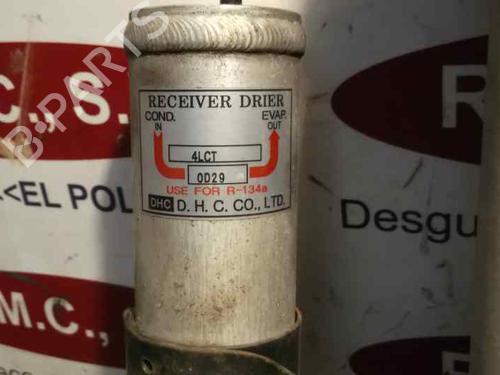 RECEIVER DRIER
COND. EVAP.
IN OUT
4LCT
0D29
USE FOR R-134a
DHC D. H. C. CO., LTD.
B-PARTS
C., S.
<<EL POL
M.C.,
R
Desgu
R